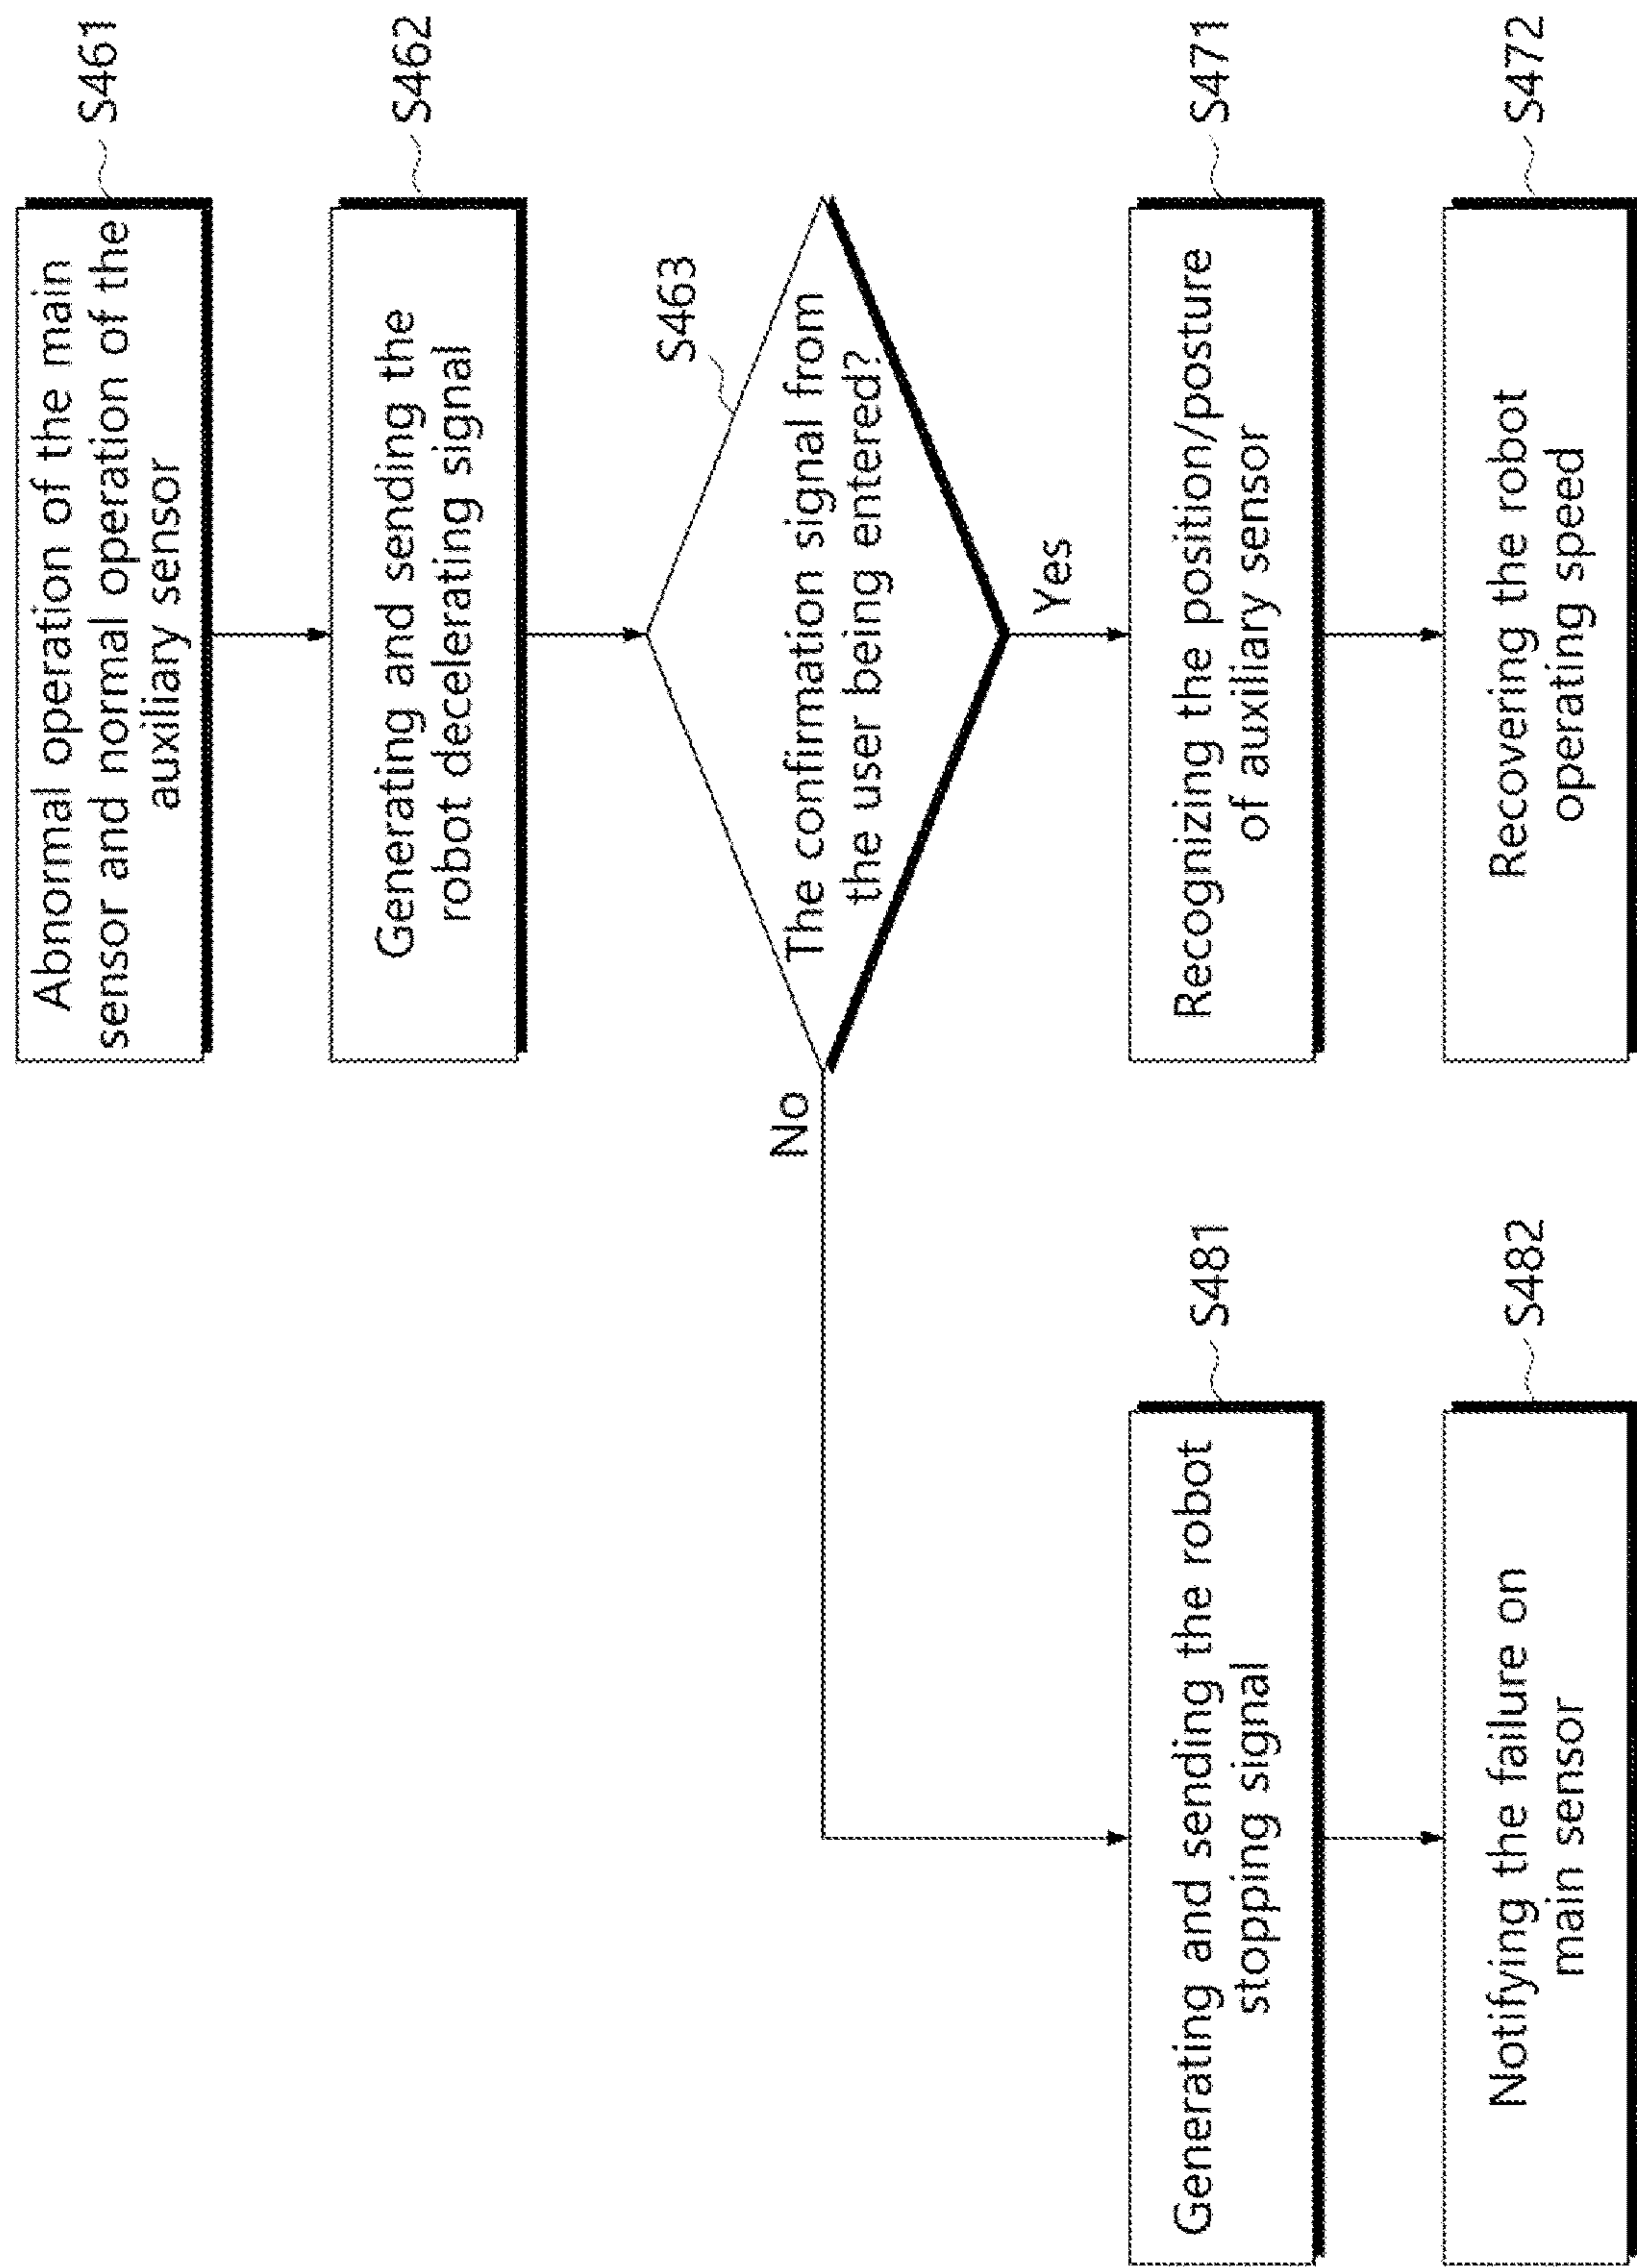 Abnormal operation of the main
sensor and normal operation of the
auxiliary sensor
S461
Generating and sending the
robot decelerating signal
S462
The confirmation signal from
the user being entered?
S463
No
Yes
Recognizing the position/posture
of auxiliary sensor
S471
Recovering the robot
operating speed
S472
Generating and sending the robot
stopping signal
S481
Notifying the failure on
main sensor
S482